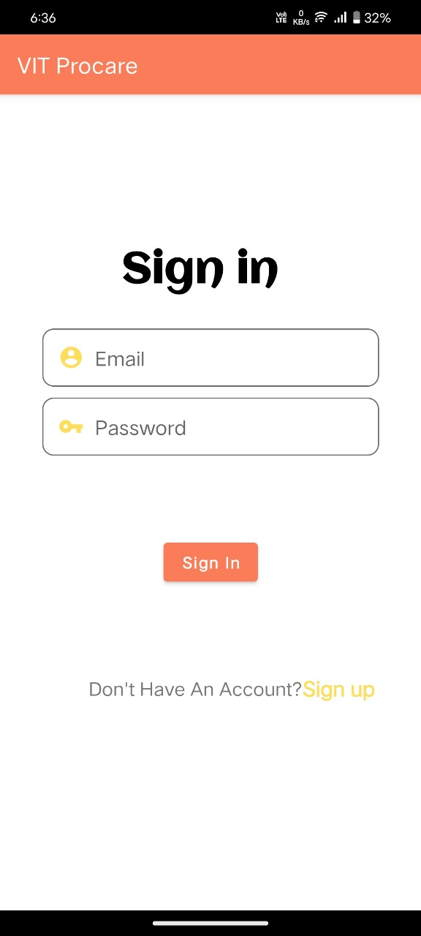 6:36 Vo) LTE 0 KB/s 32%
VIT Procare
Sign in
Email
Password
Sign In
Don't Have An Account?Sign up